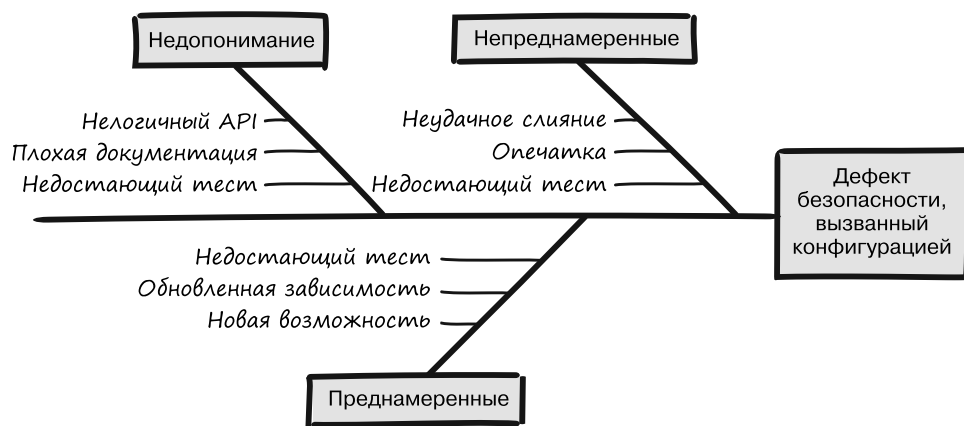 Недопонимание
Непреднамеренные
Нелогичный API
Плохая документация
Недостающий тест
Неудачное слияние
Опечатка
Недостающий тест
Дефект
безопасности,
вызванный
конфигурацией
Недостающий тест
Обновленная зависимость
Новая возможность
Преднамеренные